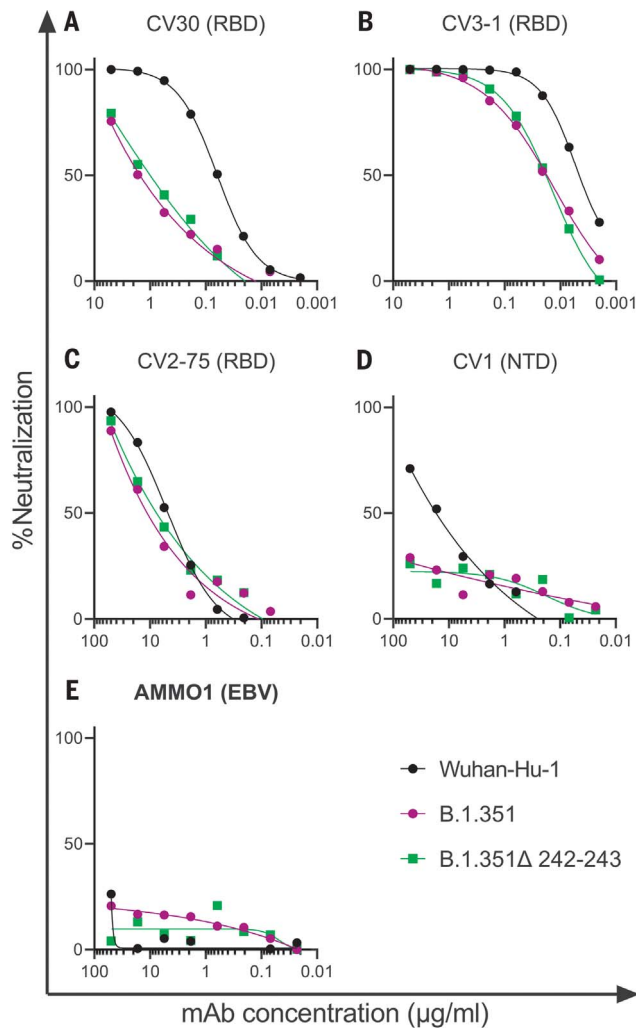 A CV30 (RBD)
B CV3-1 (RBD)
100
50
0
10 1 0.1 0.01 0.001
100
50
0
10 1 0.1 0.01 0.001
C CV2-75 (RBD)
D CV1 (NTD)
100
50
0
100 10 1 0.1 0.01
100
50
0
100 10 1 0.1 0.01
E AMMO1 (EBV)
100
50
0
100 10 1 0.1 0.01
Wuhan-Hu-1
B.1.351
B.1.351Δ 242-243
%Neutralization
mAb concentration (μg/ml)